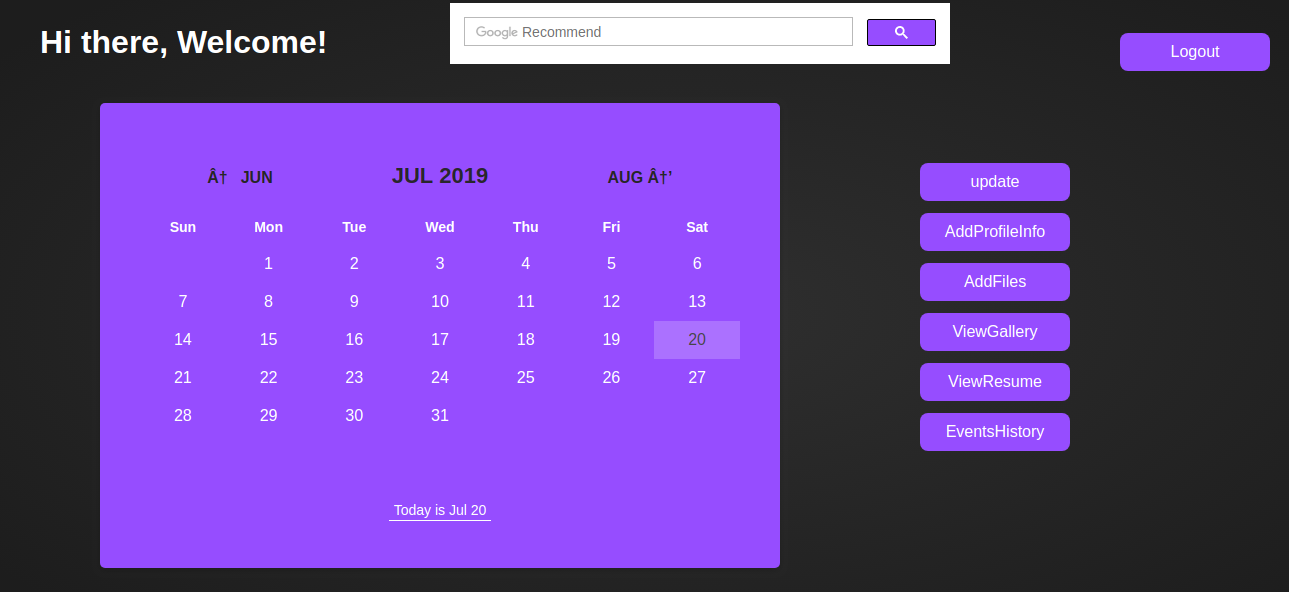 Hi there, Welcome!
Google Recommend
Logout
Â† JUN
JUL 2019
AUG Â†’
Sun Mon Tue Wed Thu Fri Sat
1 2 3 4 5 6
7 8 9 10 11 12 13
14 15 16 17 18 19 20
21 22 23 24 25 26 27
28 29 30 31
Today is Jul 20
update
AddProfileInfo
AddFiles
ViewGallery
ViewResume
EventsHistory